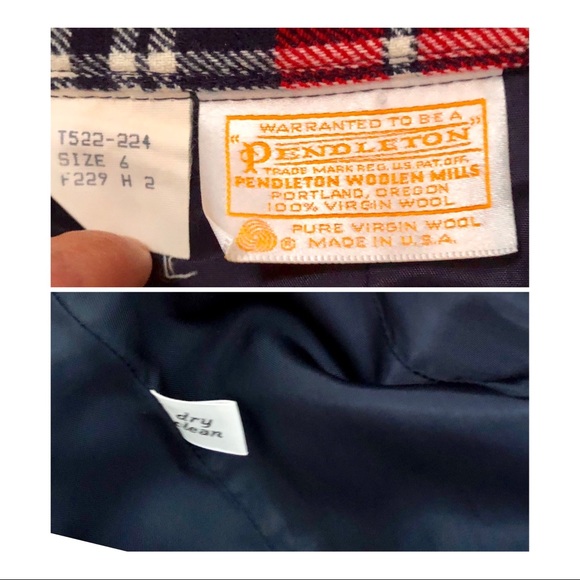 T522-224
SIZE 6
F229 H 2
WARRANTED TO BE A
"PENDLETON"
TRADE MARK REG. U.S. PAT. OFF.
PENDLETON WOOLEN MILLS
PORTLAND, OREGON
100% VIRGIN WOOL
® PURE VIRGIN WOOL
MADE IN U.S.A.
dry
clean